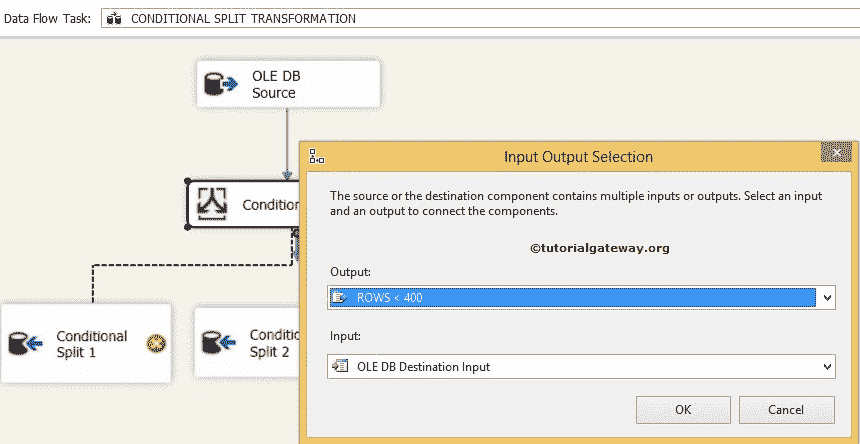 Data Flow Task:
CONDITIONAL SPLIT TRANSFORMATION
OLE DB
Source
Condition
Conditional
Split 1
Conditio
Split 2
Input Output Selection
The source or the destination component contains multiple inputs or outputs. Select an input
and an output to connect the components.
©tutorialgateway.org
Output:
ROWS < 400
Input:
OLE DB Destination Input
OK
Cancel